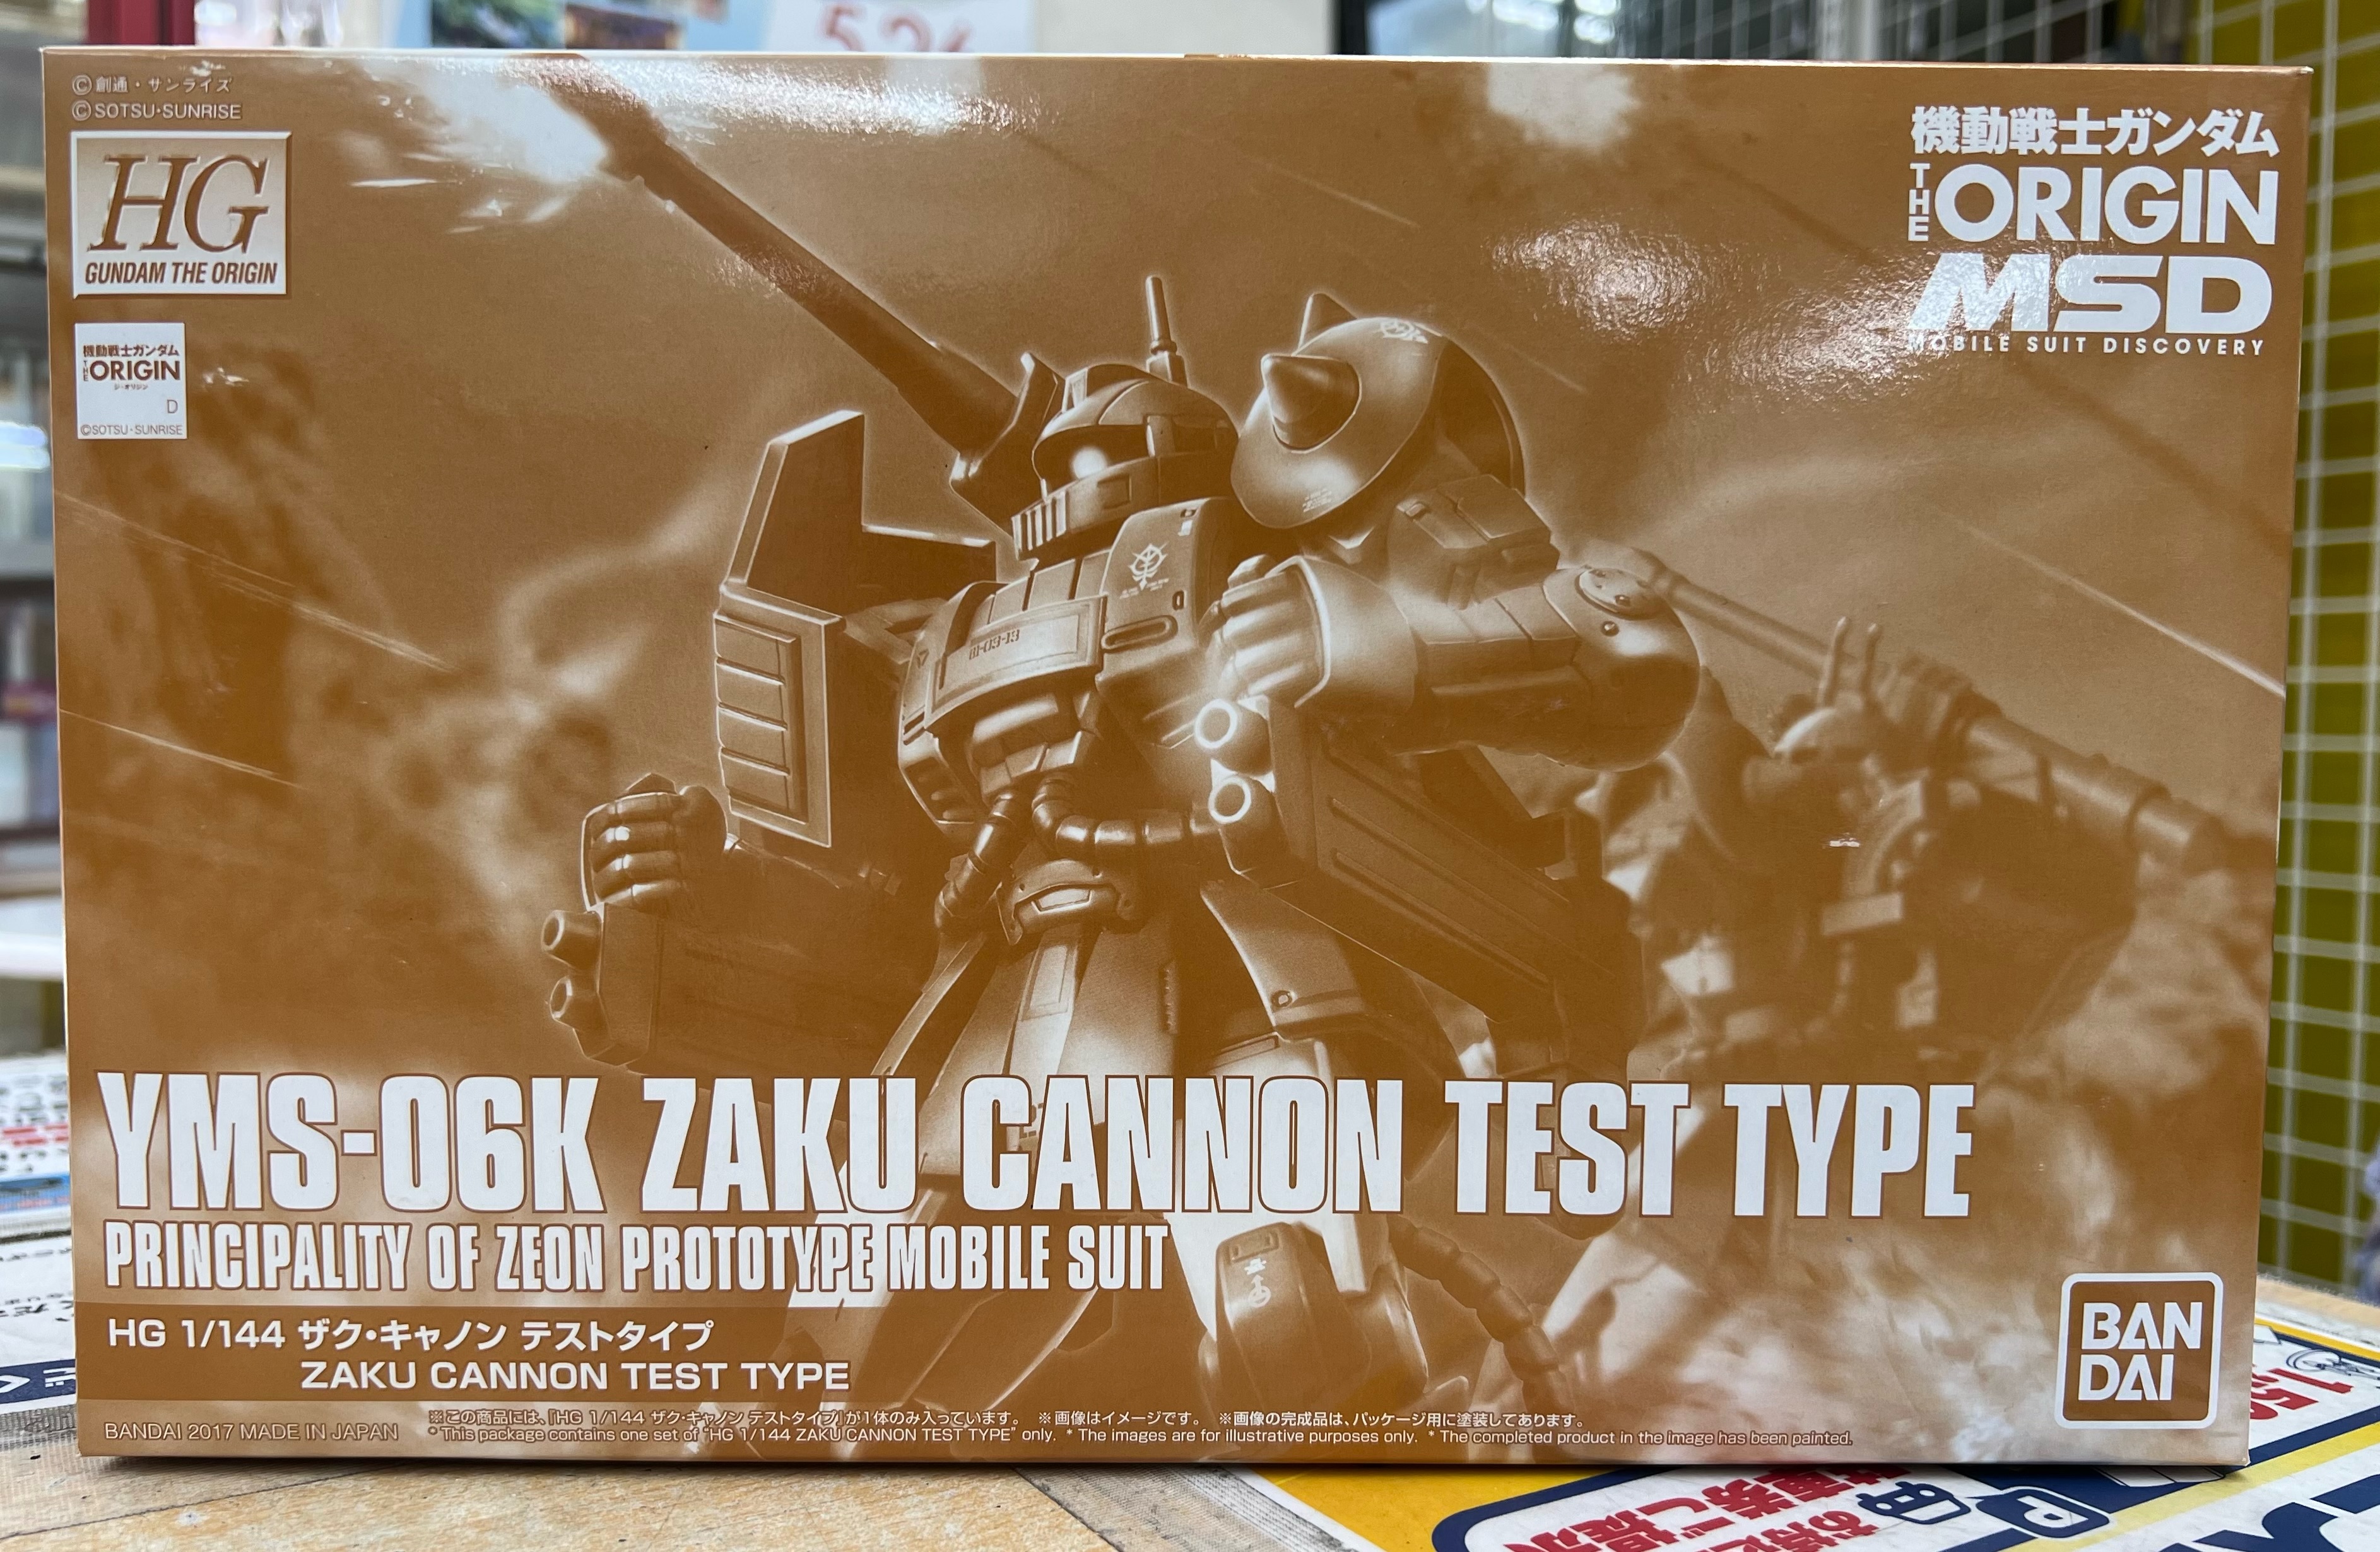 ©創通・サンライズ
©SOTSU・SUNRISE
HG
GUNDAM THE ORIGIN
機動戦士ガンダム
THE ORIGIN
ジ・オリジン
D
©SOTSU・SUNRISE
機動戦士ガンダム
THE ORIGIN
MSD
MOBILE SUIT DISCOVERY
YMS-06K ZAKU CANNON TEST TYPE
PRINCIPALITY OF ZEON PROTOTYPE MOBILE SUIT
HG 1/144 ザク・キャノン テストタイプ
ZAKU CANNON TEST TYPE
BAN
DAI
BANDAI 2017 MADE IN JAPAN
※この商品には、「HG 1/144 ザク・キャノン テストタイプ」が1体のみ入っています。 ※画像はイメージです。 ※画像の完成品は、パッケージ用に塗装してあります。
* This package contains one set of "HG 1/144 ZAKU CANNON TEST TYPE" only. * The images are for illustrative purposes only. * The completed product in the image has been painted.